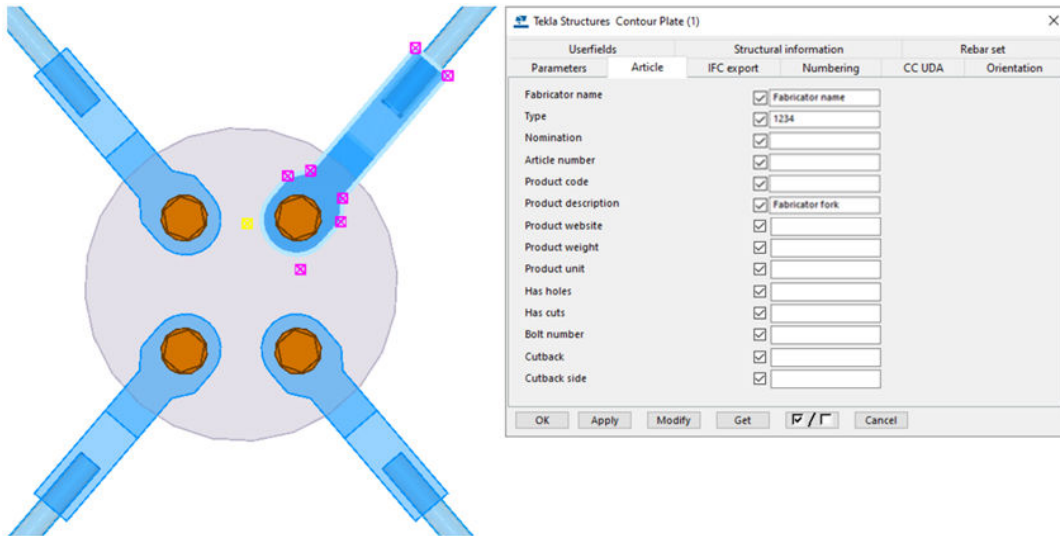 Tekla Structures Contour Plate (1)
Userfields Structural information Rebar set
Parameters Article IFC export Numbering CC UDA Orientation
Fabricator name Fabricator name
Type 1234
Nomination
Article number
Product code
Product description Fabricator fork
Product website
Product weight
Product unit
Has holes
Has cuts
Bolt number
Cutback
Cutback side
OK Apply Modify Get / Cancel